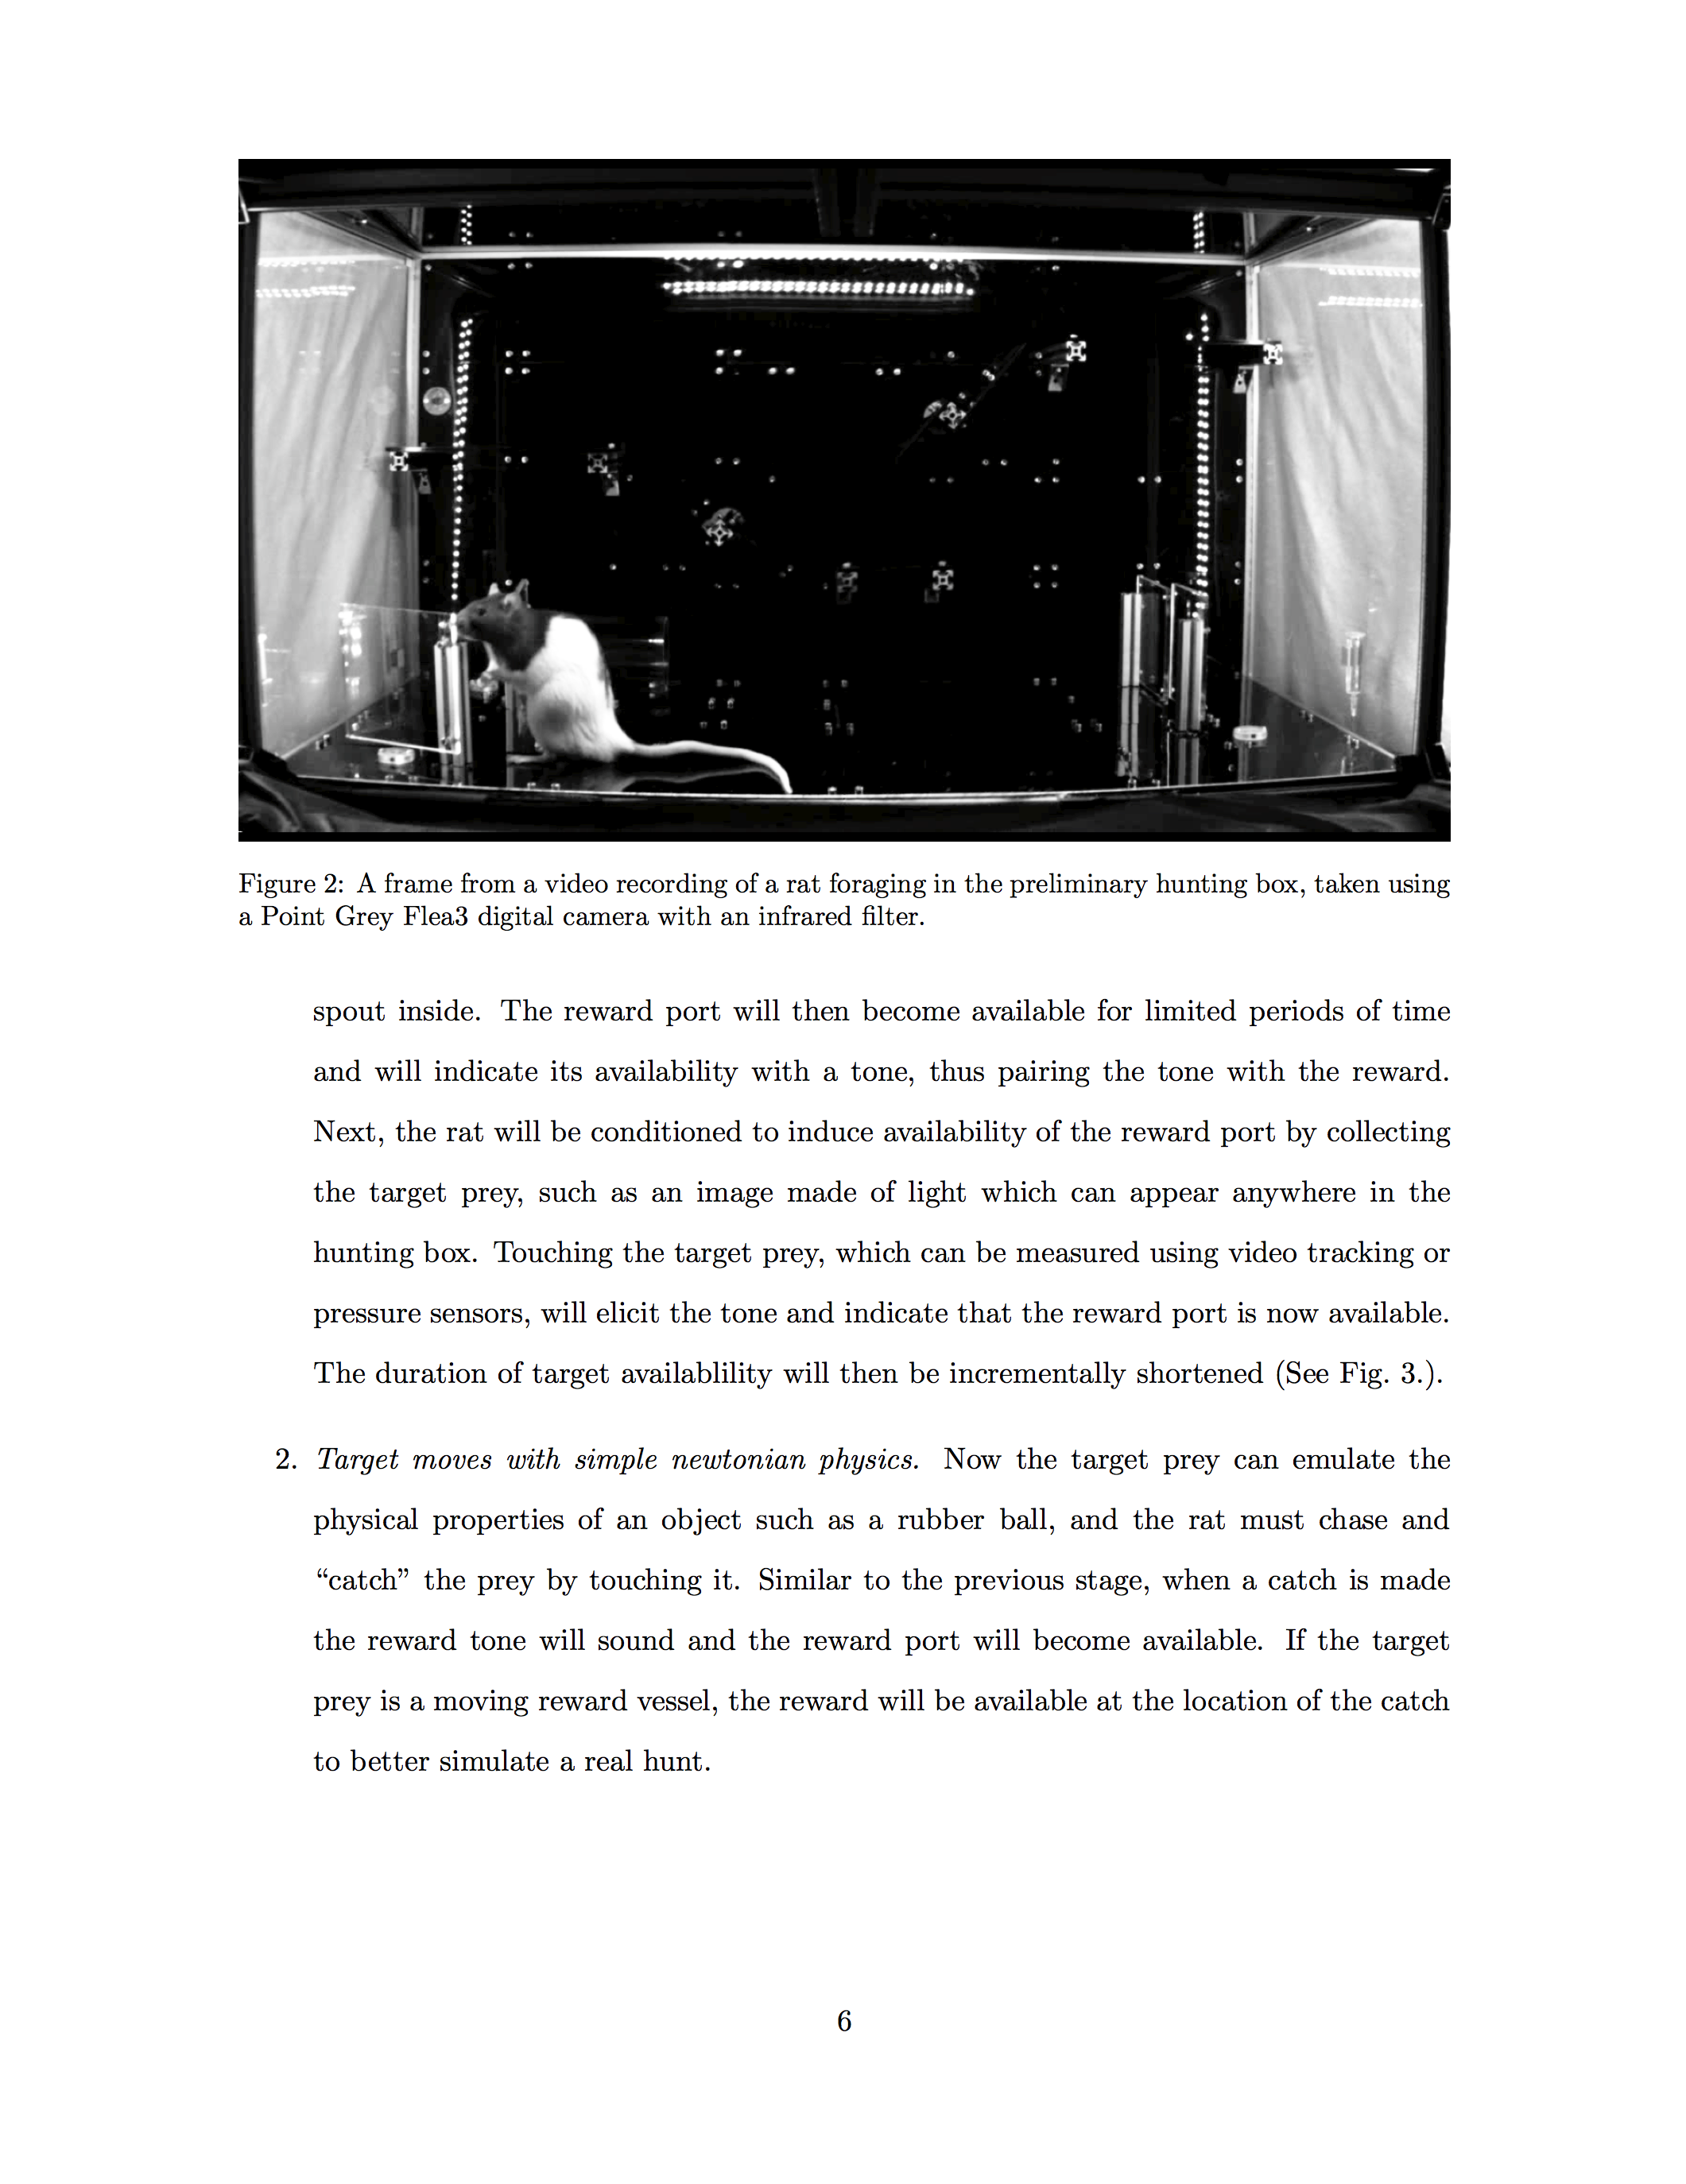 Figure 2: A frame from a video recording of a rat foraging in the preliminary hunting box, taken using
a Point Grey Flea3 digital camera with an infrared filter.
spout inside. The reward port will then become available for limited periods of time
and will indicate its availability with a tone, thus pairing the tone with the reward.
Next, the rat will be conditioned to induce availability of the reward port by collecting
the target prey, such as an image made of light which can appear anywhere in the
hunting box. Touching the target prey, which can be measured using video tracking or
pressure sensors, will elicit the tone and indicate that the reward port is now available.
The duration of target availablility will then be incrementally shortened (See Fig. 3.).
2. Target moves with simple newtonian physics. Now the target prey can emulate the
physical properties of an object such as a rubber ball, and the rat must chase and
“catch” the prey by touching it. Similar to the previous stage, when a catch is made
the reward tone will sound and the reward port will become available. If the target
prey is a moving reward vessel, the reward will be available at the location of the catch
to better simulate a real hunt.
6